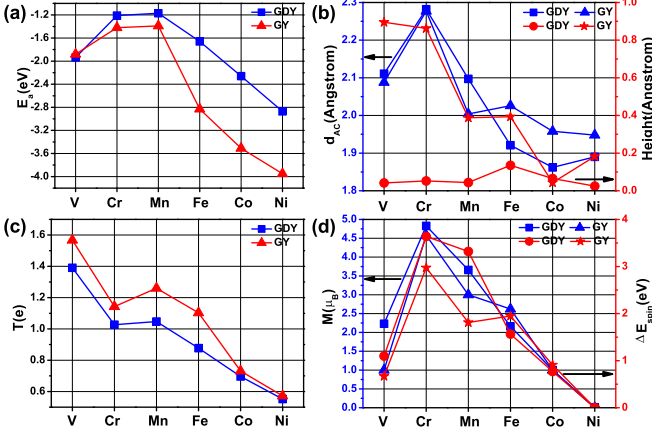 (a)
-1.2
-1.6
-2.0
-2.4
-2.8
-3.2
-3.6
-4.0
E_a(eV)
GDY
GY
V Cr Mn Fe Co Ni
(b)
2.3
2.2
2.1
2.0
1.9
1.8
d_AC(Angstrom)
GDY GY
GDY GY
1.0
0.8
0.6
0.4
0.2
0.0
Height(Angstrom)
V Cr Mn Fe Co Ni
(c)
1.6
1.4
1.2
1.0
0.8
0.6
T(e)
GDY
GY
V Cr Mn Fe Co Ni
(d)
5.0
4.5
4.0
3.5
3.0
2.5
2.0
1.5
1.0
0.5
0.0
M(μ_B)
GDY GY
GDY GY
4
3
2
1
0
Δ E_spin(eV)
V Cr Mn Fe Co Ni